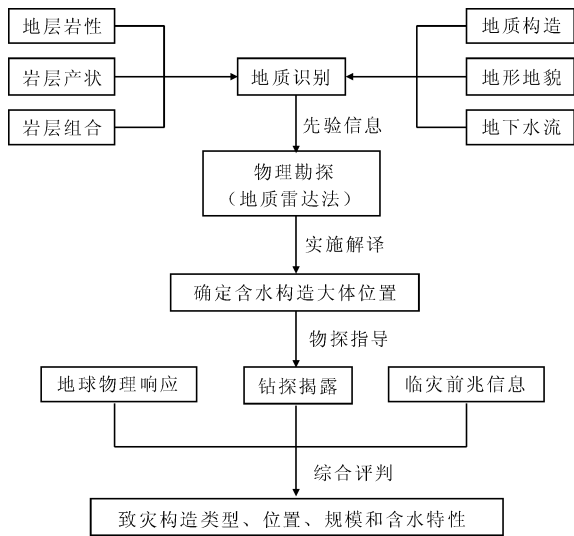 地层岩性
岩层产状
岩层组合
地质识别
地质构造
地形地貌
地下水流
先验信息
物理勘探
（地质雷达法）
实施解译
确定含水构造大体位置
物探指导
地球物理响应
钻探揭露
临灾前兆信息
综合评判
致灾构造类型、位置、规模和含水特性